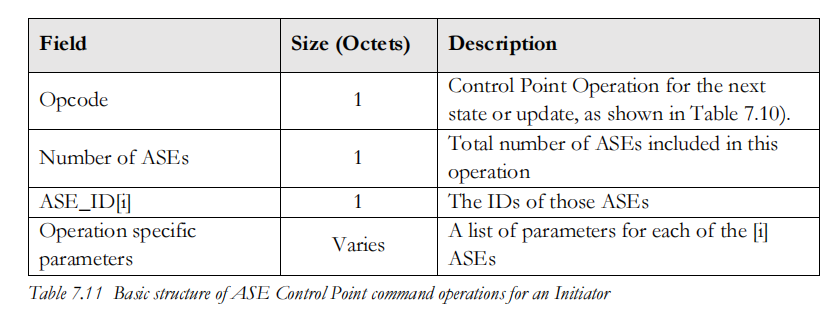 Field Size (Octets) Description
Opcode 1 Control Point Operation for the next
state or update, as shown in Table 7.10).
Number of ASEs 1 Total number of ASEs included in this
operation
ASE_ID[i] 1 The IDs of those ASEs
Operation specific
parameters Varies A list of parameters for each of the [i]
ASEs
Table 7.11 Basic structure of ASE Control Point command operations for an Initiator